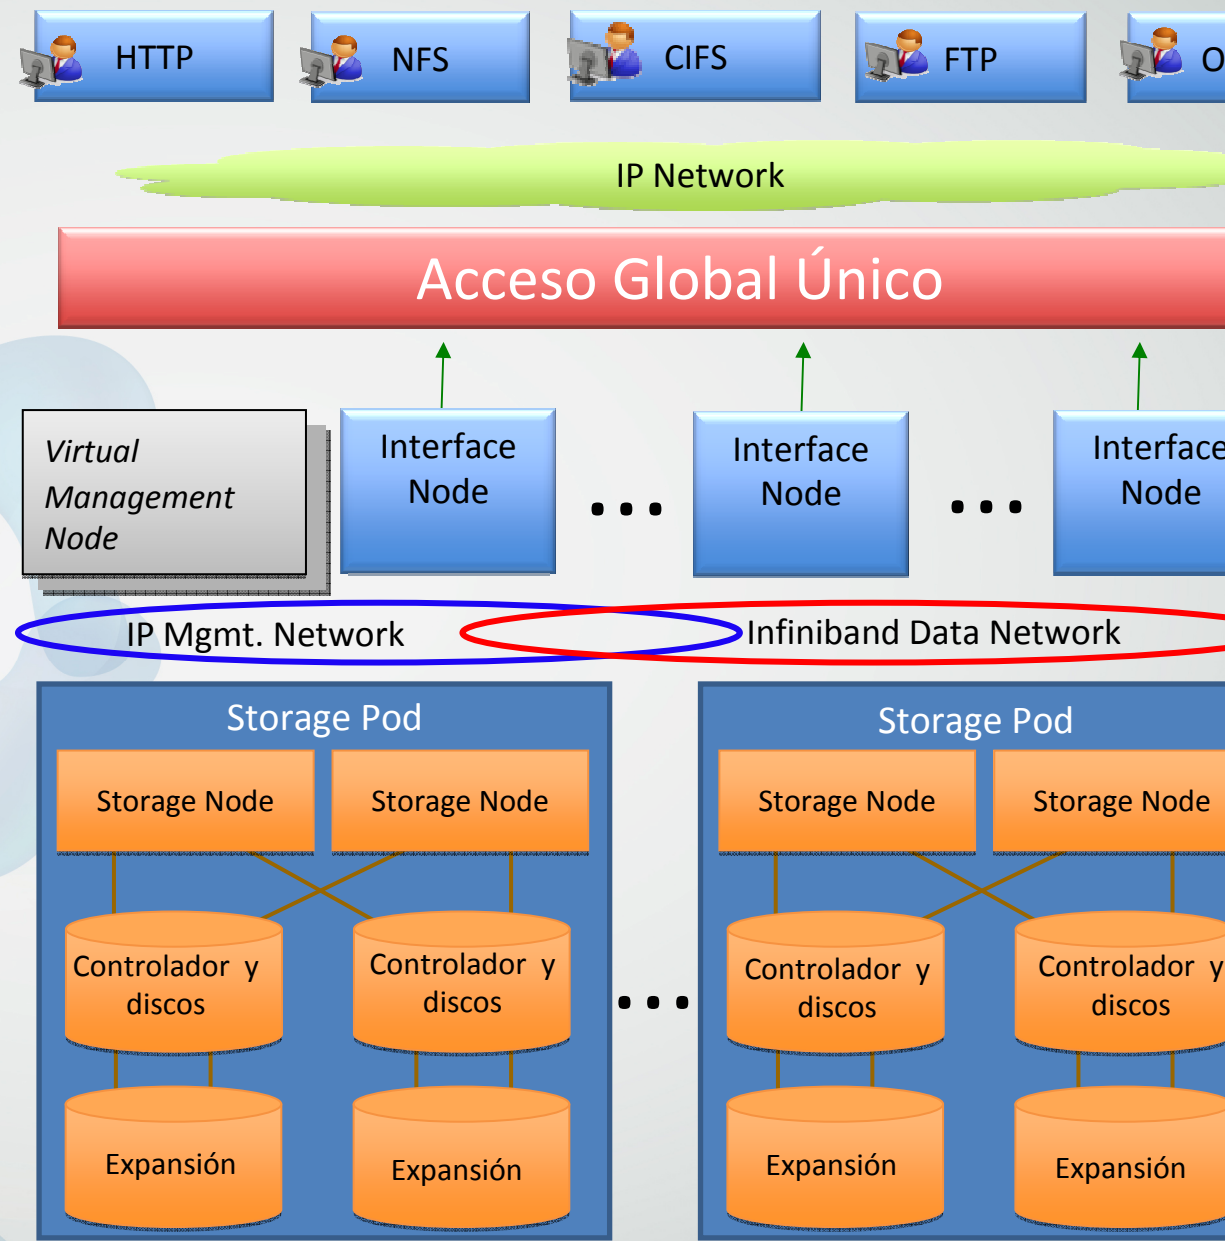 HTTP
NFS
CIFS
FTP
IP Network
Acceso Global Único
Virtual
Management
Node
Interface
Node
...
Interface
Node
...
Interface
Node
IP Mgmt. Network
Infiniband Data Network
Storage Pod
Storage Node
Storage Node
Controlador y
discos
Controlador y
discos
Expansión
Expansión
...
Storage Pod
Storage Node
Storage Node
Controlador y
discos
Controlador y
discos
Expansión
Expansión